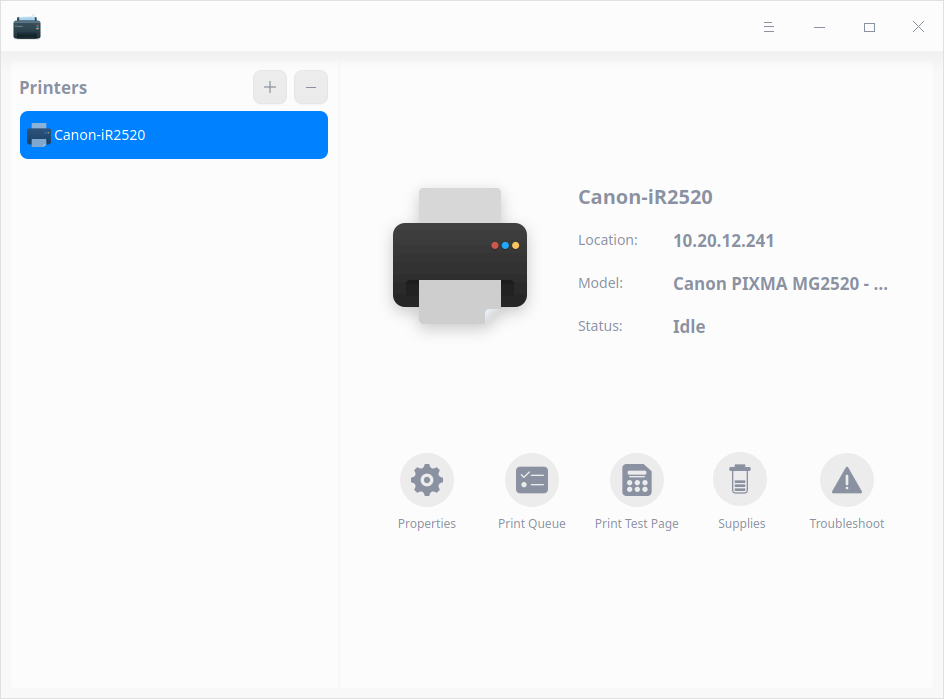 Printers
Canon-iR2520
Canon-iR2520
Location: 10.20.12.241
Model: Canon PIXMA MG2520 - ...
Status: Idle
Properties
Print Queue
Print Test Page
Supplies
Troubleshoot